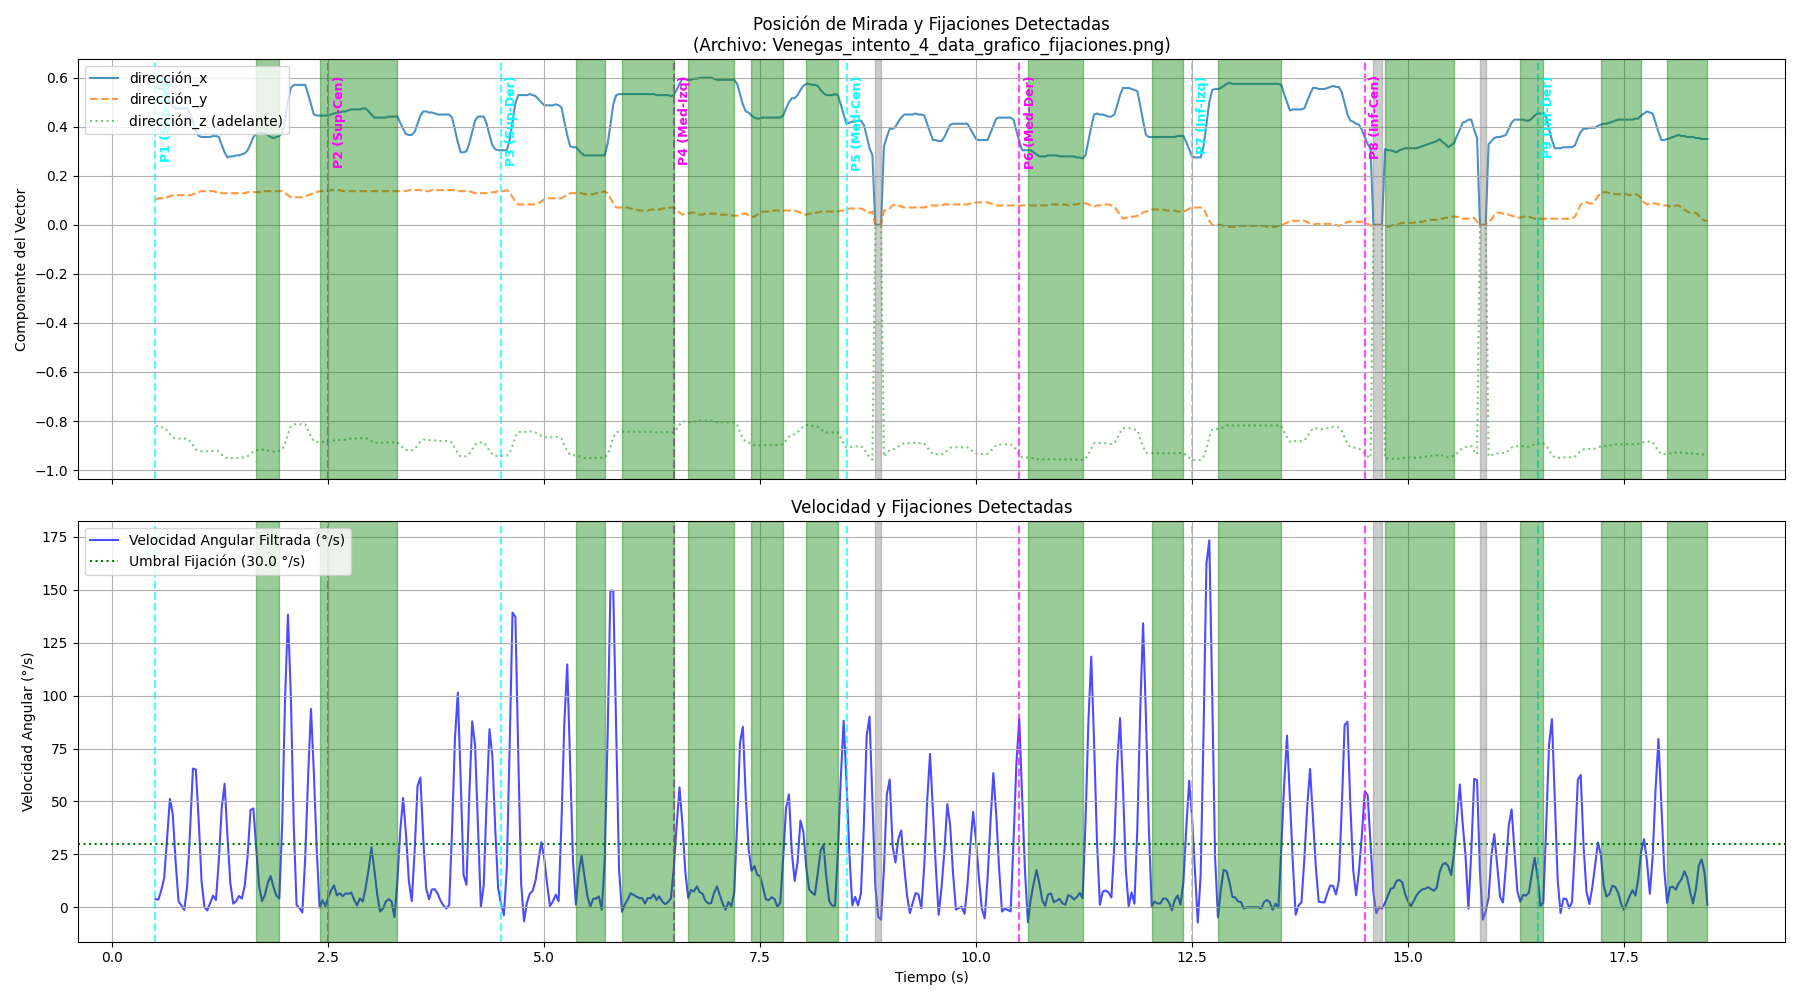 Posición de Mirada y Fijaciones Detectadas
(Archivo: Venegas_intento_4_data_grafico_fijaciones.png)
dirección_x
dirección_y
dirección_z (adelante)
P1
P2 (Sup-Cen)
P3 (Sup-Der)
P4 (Med-Izq)
P5 (Med-Cen)
P6 (Med-Der)
P7 (Inf-Izq)
P8 (Inf-Cen)
P9 (Inf-Der)
Componente del Vector
0.6
0.4
0.2
0.0
−0.2
−0.4
−0.6
−0.8
−1.0
Velocidad y Fijaciones Detectadas
Velocidad Angular Filtrada (°/s)
Umbral Fijación (30.0 °/s)
Velocidad Angular (°/s)
175
150
125
100
75
50
25
0
0.0 2.5 5.0 7.5 10.0 12.5 15.0 17.5
Tiempo (s)